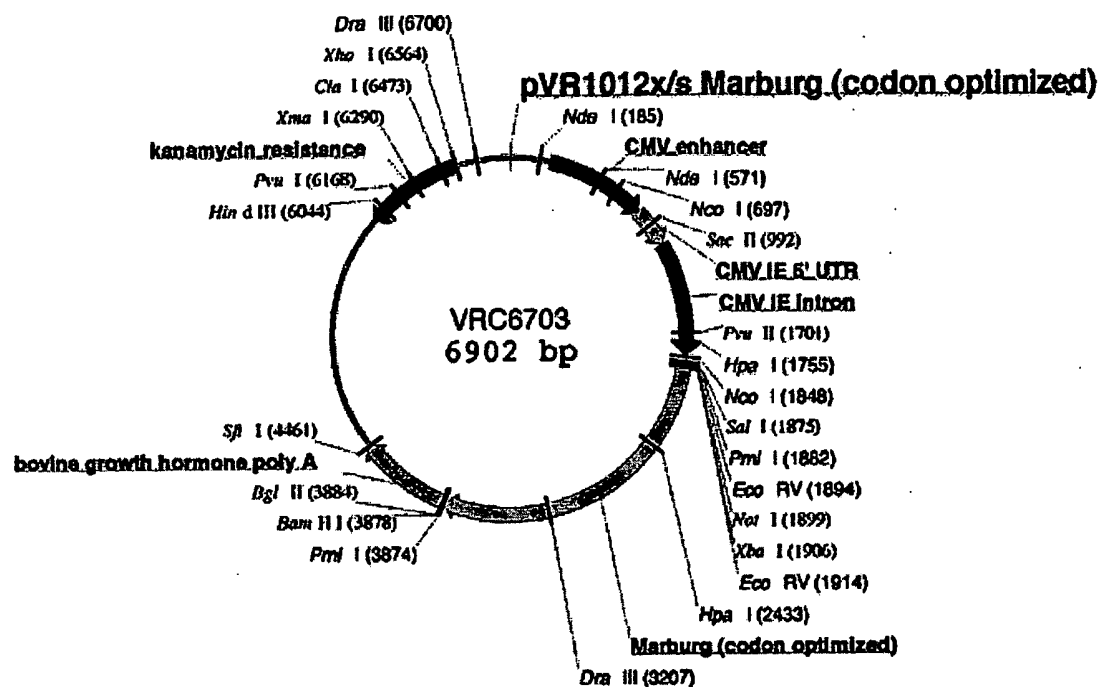 Dra III (6700)
Xho I (6564)
Cla I (6473)
Xma I (6290)
kanamycin resistance
Pvu I (6168)
Hin d III (6044)
pVR1012x/s Marburg (codon optimized)
Nde I (185)
CMV enhancer
Nde I (571)
Nco I (697)
Sac II (992)
CMV IE 5' UTR
CMV IE Intron
Pvu II (1701)
Hpa I (1755)
Nco I (1848)
Sal I (1875)
Pml I (1882)
Eco RV (1894)
Not I (1899)
Xba I (1906)
Eco RV (1914)
Hpa I (2433)
Marburg (codon optimized)
Dra III (3207)
VRC6703
6902 bp
Sfi I (4461)
bovine growth hormone poly A
Bgl II (3884)
Bam H I (3878)
Pml I (3874)